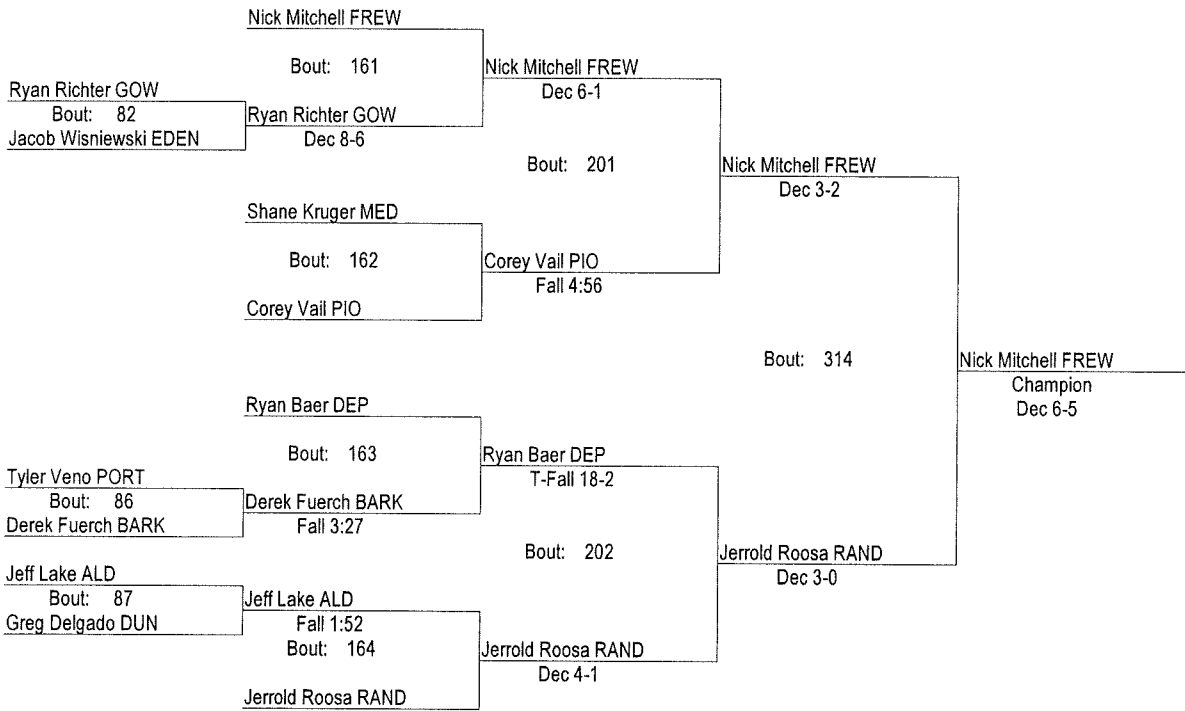 Nick Mitchell FREW
Bout: 161
Nick Mitchell FREW
Dec 6-1
Ryan Richter GOW
Bout: 82
Jacob Wisniewski EDEN
Ryan Richter GOW
Dec 8-6
Bout: 201
Nick Mitchell FREW
Dec 3-2
Shane Kruger MED
Bout: 162
Corey Vail PIO
Fall 4:56
Corey Vail PIO
Bout: 314
Nick Mitchell FREW
Champion
Dec 6-5
Ryan Baer DEP
Bout: 163
Ryan Baer DEP
T-Fall 18-2
Tyler Veno PORT
Bout: 86
Derek Fuerch BARK
Derek Fuerch BARK
Fall 3:27
Bout: 202
Jerrold Roosa RAND
Dec 3-0
Jeff Lake ALD
Bout: 87
Greg Delgado DUN
Jeff Lake ALD
Fall 1:52
Bout: 164
Jerrold Roosa RAND
Dec 4-1
Jerrold Roosa RAND